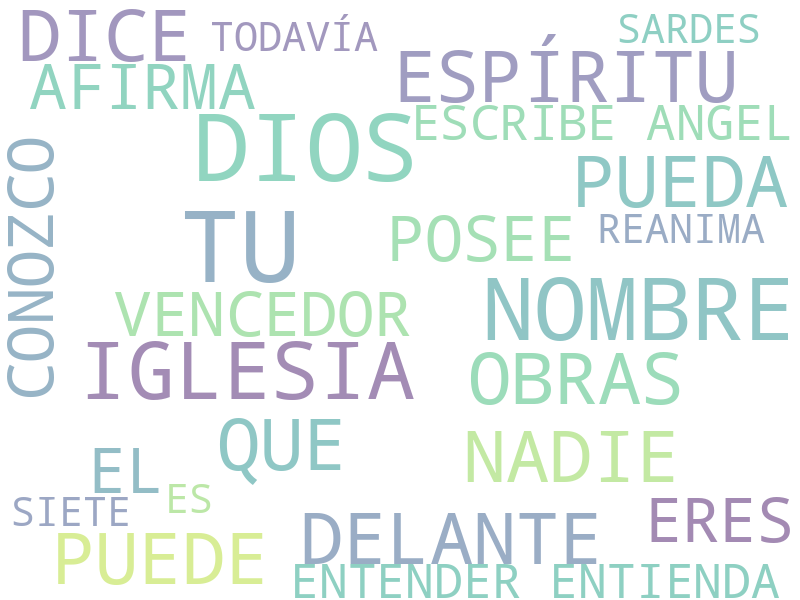 DICE TODAVÍA SARDES
AFIRMA ESPÍRITU
DIOS ESCRIBE ANGEL
CONOZCO PUEDA
TU POSEE REANIMA
VENCEDOR NOMBRE
IGLESIA OBRAS
QUE NADIE
EL ES
SIETE DELANTE ERES
PUEDE ENTENDER ENTIENDA